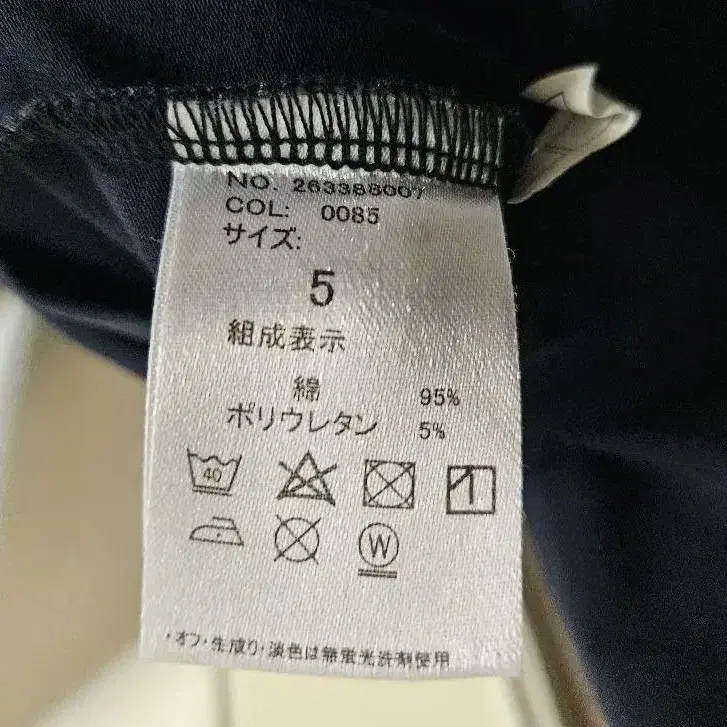 NO. 263388007
COL: 0085
サイズ:
5
組成表示
綿 95%
ポリウレタン 5%
40
W
・オフ・生成り・淡色は無蛍光洗剤使用